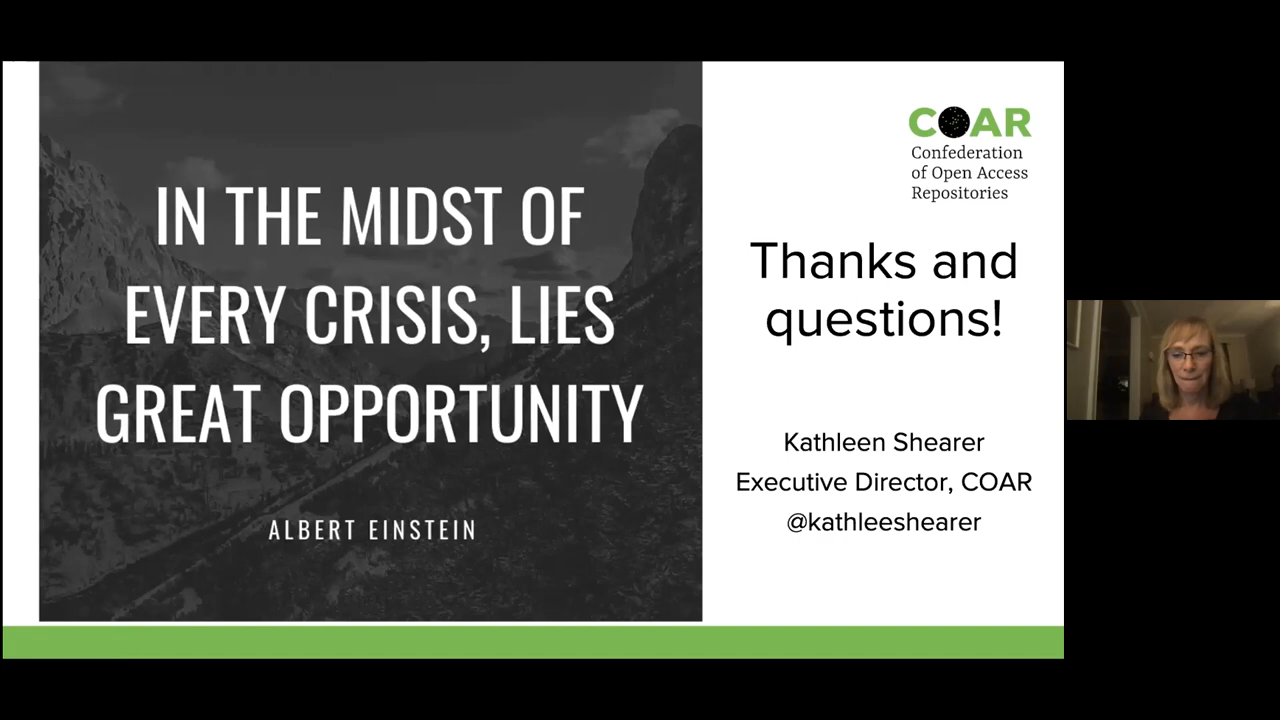 IN THE MIDST OF
EVERY CRISIS, LIES
GREAT OPPORTUNITY
ALBERT EINSTEIN
COAR
Confederation
of Open Access
Repositories
Thanks and
questions!
Kathleen Shearer
Executive Director, COAR
@kathleeshearer